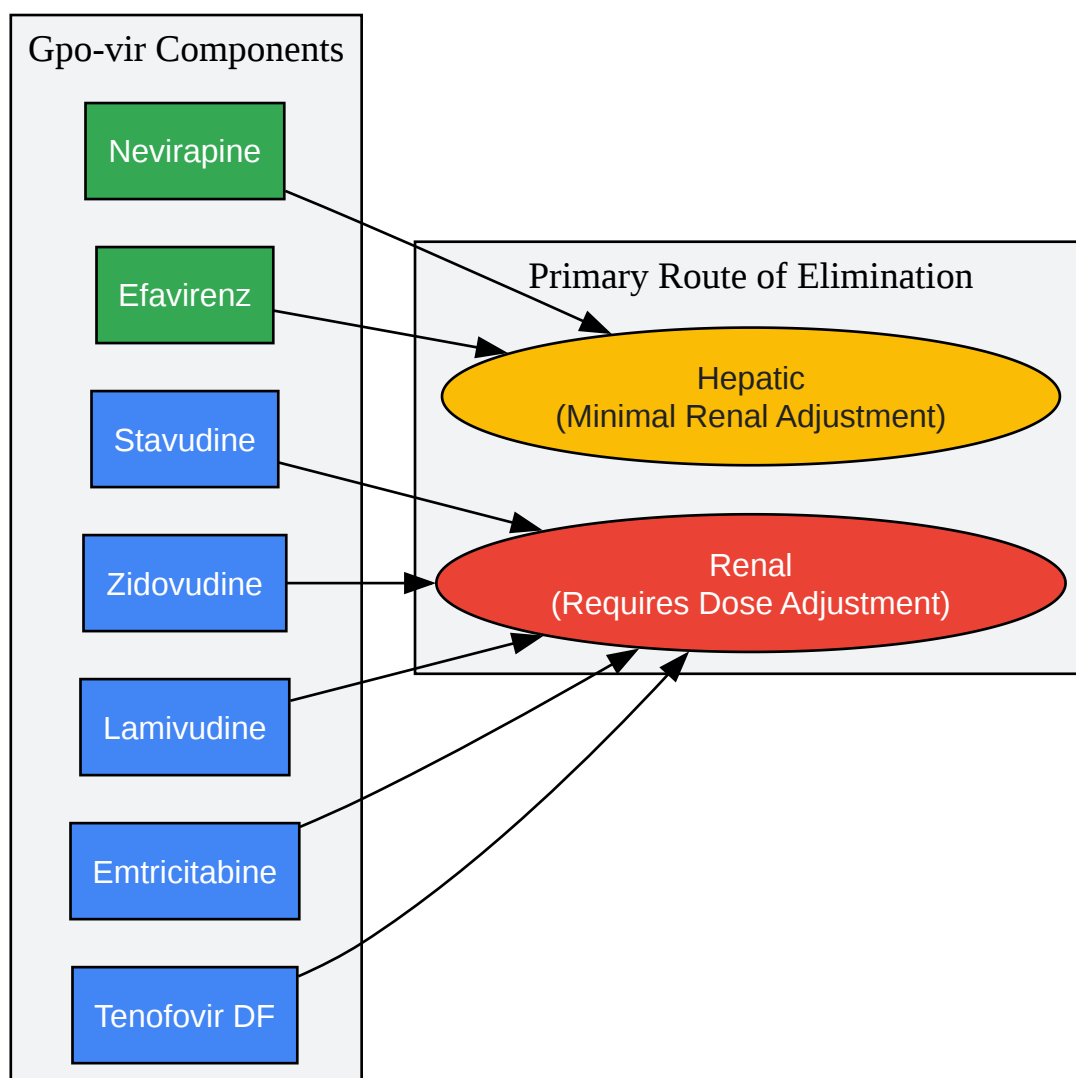 Gpo-vir Components
Nevirapine
Efavirenz
Stavudine
Zidovudine
Lamivudine
Emtricitabine
Tenofovir DF
Primary Route of Elimination
Hepatic
(Minimal Renal Adjustment)
Renal
(Requires Dose Adjustment)